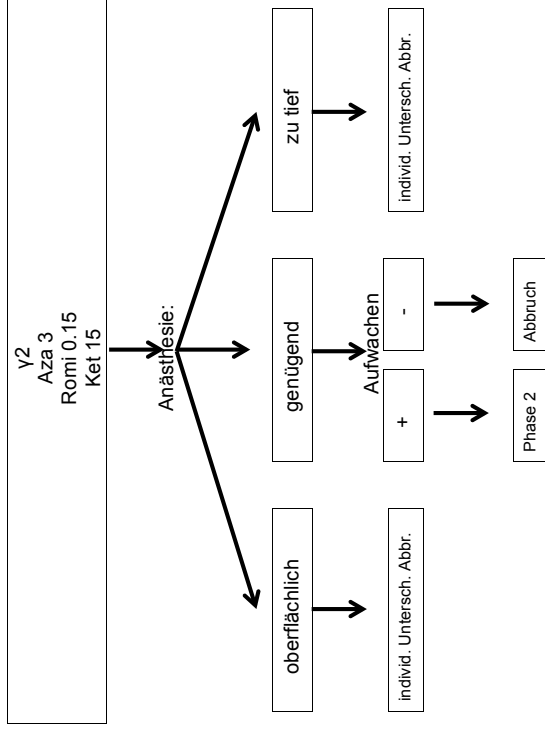 γ2
Aza 3
Romi 0.15
Ket 15
Anästhesie:
oberflächlich
genügend
zu tief
individ. Untersch. Abbr.
Aufwachen
individ. Untersch. Abbr.
+
-
Phase 2
Abbruch